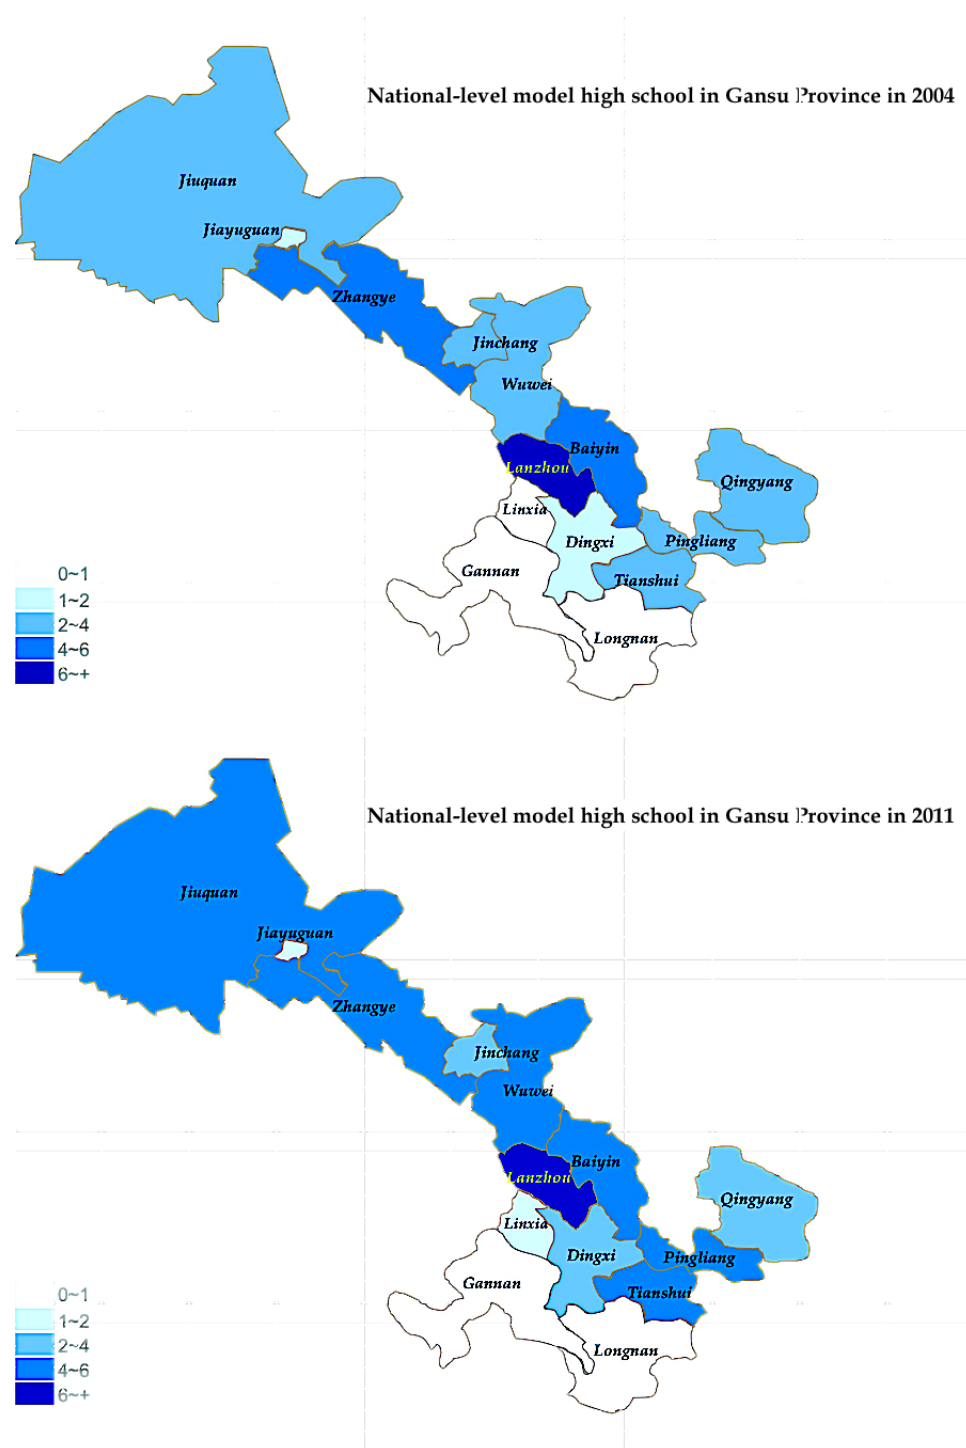 National-level model high school in Gansu Province in 2004
Jiuquan
Jiayuguan
Zhangye
Jinchang
Wuwei
Baiyin
Lanzhou
Qingyang
Linxia
Dingxi
Pingliang
Gannan
Tianshui
Longnan
0~1
1~2
2~4
4~6
6~+
National-level model high school in Gansu Province in 2011
Jiuquan
Jiayuguan
Zhangye
Jinchang
Wuwei
Baiyin
Lanzhou
Qingyang
Linxia
Dingxi
Pingliang
Gannan
Tianshui
Longnan
0~1
1~2
2~4
4~6
6~+